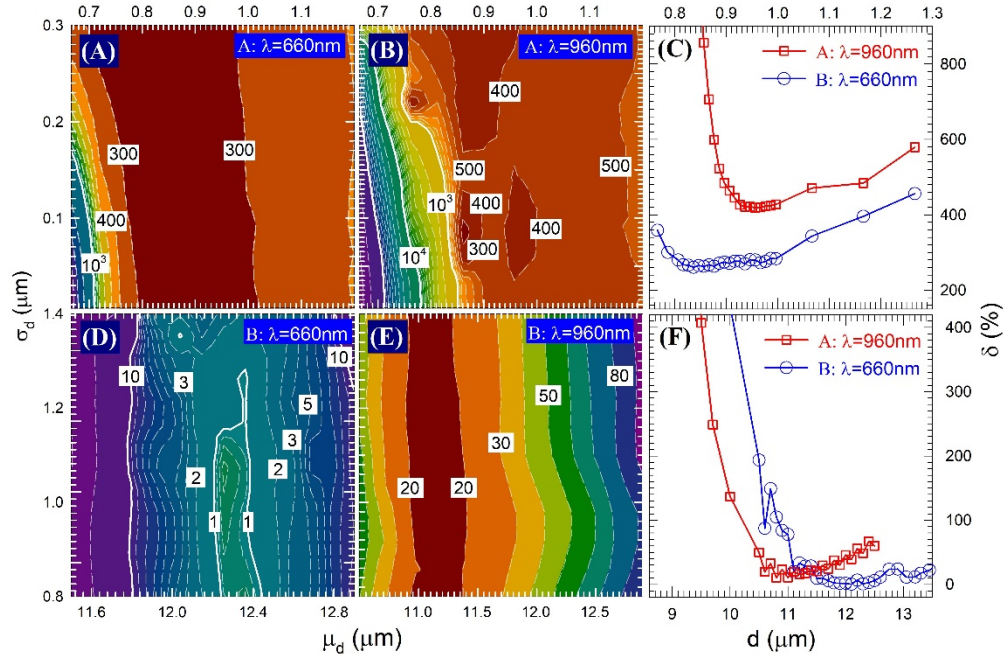 0.7 0.8 0.9 1.0 1.1 0.7 0.8 0.9 1.0 1.1 0.8 0.9 1.0 1.1 1.2 1.3
(A) A: λ=660nm (B) A: λ=960nm (C) A: λ=960nm
B: λ=660nm
0.3 0.2 0.1
300 300 400 10³
400 400 500 500 10³ 400 300 400 10⁴
800 600 400 200
σd (μm)
(D) B: λ=660nm (E) B: λ=960nm (F) A: λ=960nm
B: λ=660nm
1.4 1.2 1.0 0.8
10 3 2 1 1 2 3 5 10
20 20 30 50 80
400 300 200 100 0
δ (%)
11.6 12.0 12.4 12.8 11.0 11.5 12.0 12.5 9 10 11 12 13
μd (μm) d (μm)